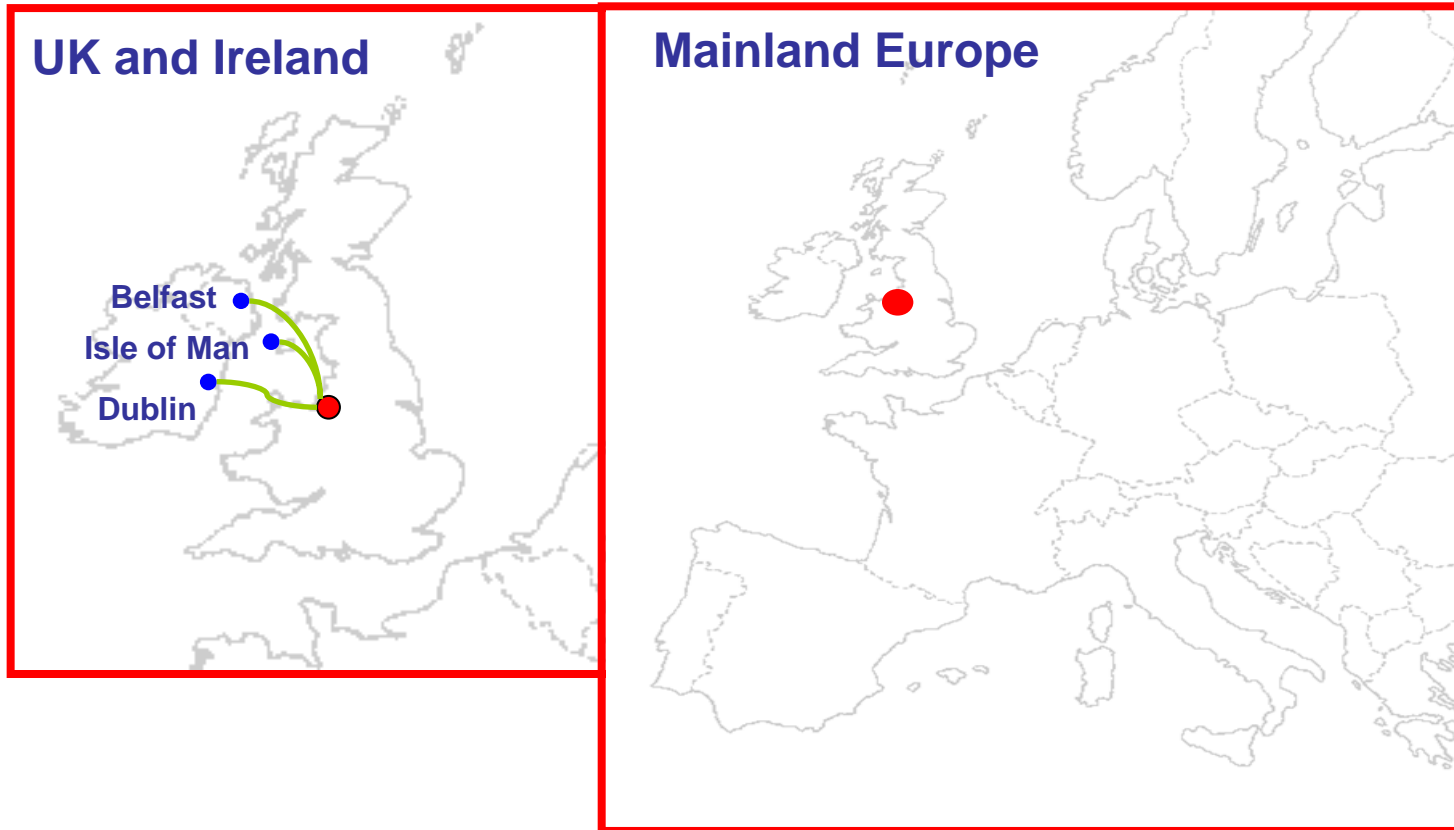 UK and Ireland
Mainland Europe
Belfast
Isle of Man
Dublin